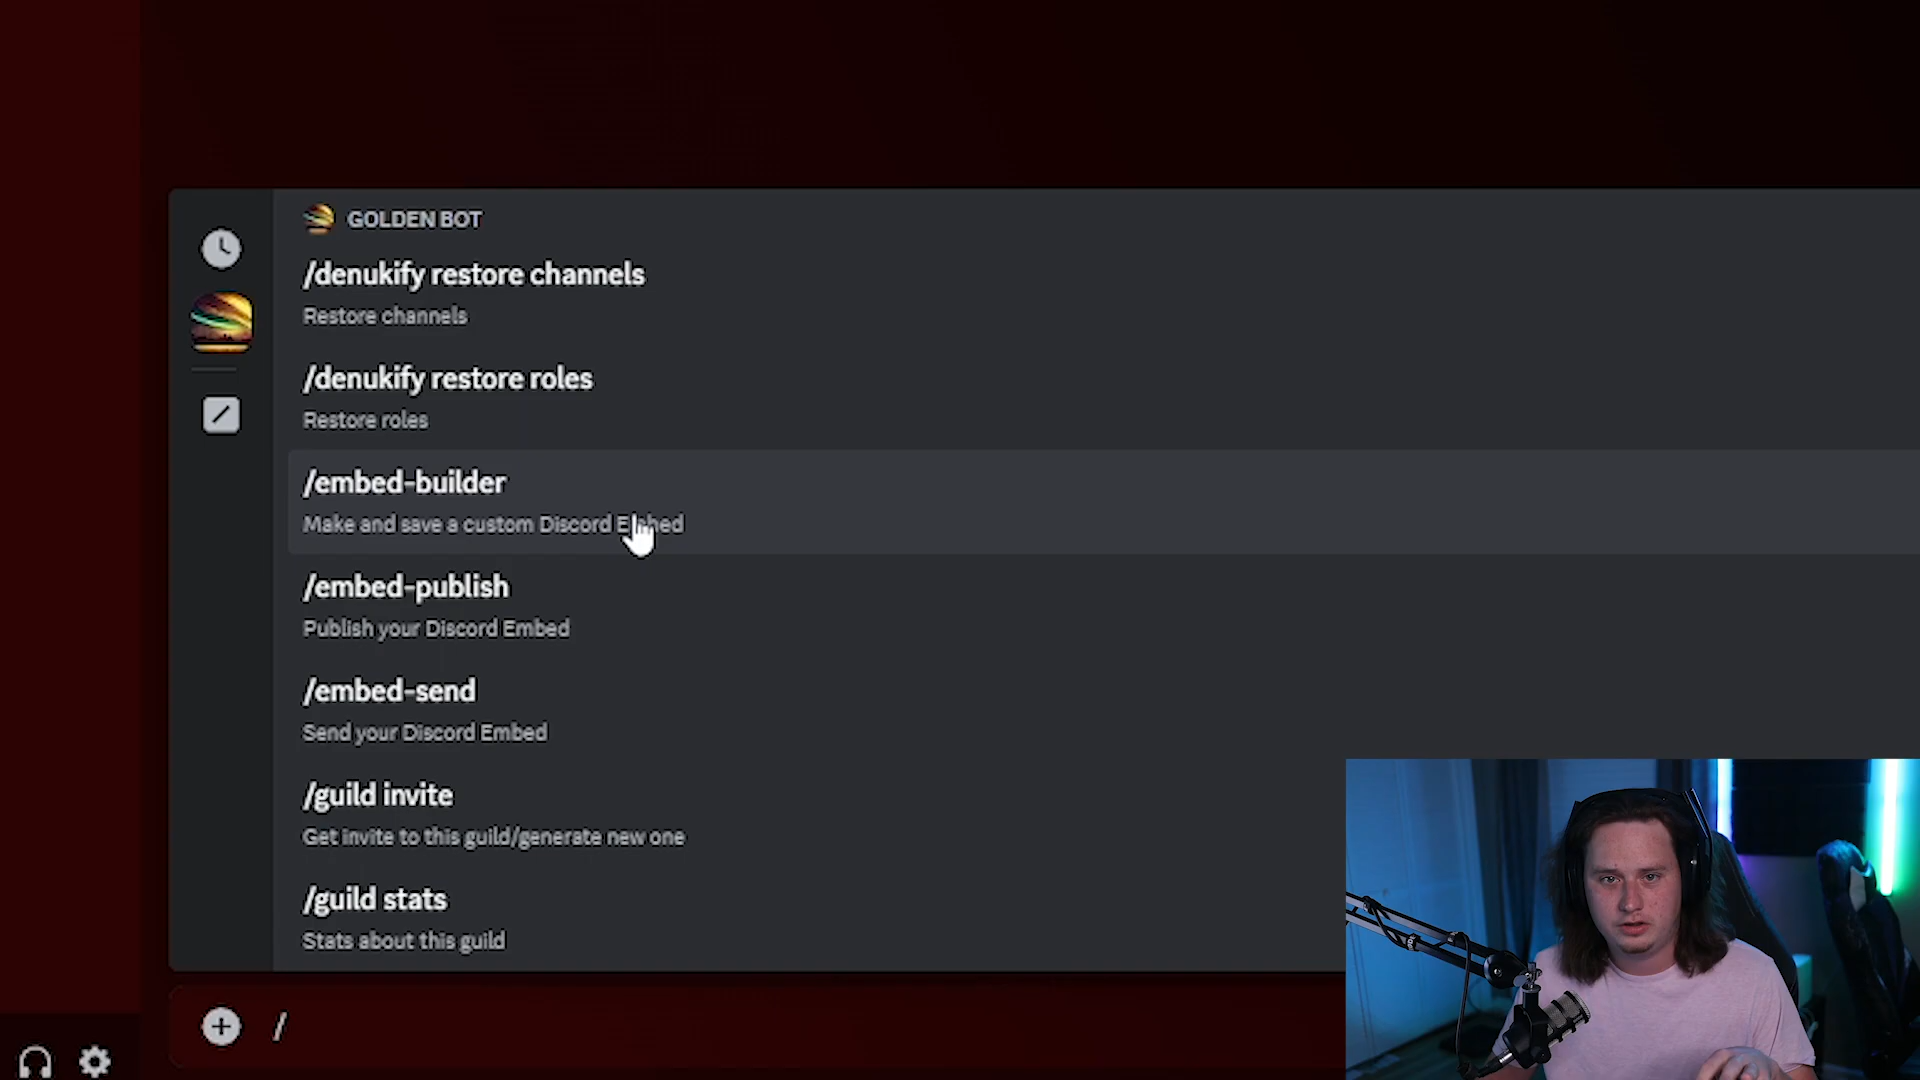 GOLDEN BOT
/denukify restore channels
Restore channels
/denukify restore roles
Restore roles
/embed-builder
Make and save a custom Discord Embed
/embed-publish
Publish your Discord Embed
/embed-send
Send your Discord Embed
/guild invite
Get invite to this guild/generate new one
/guild stats
Stats about this guild
/